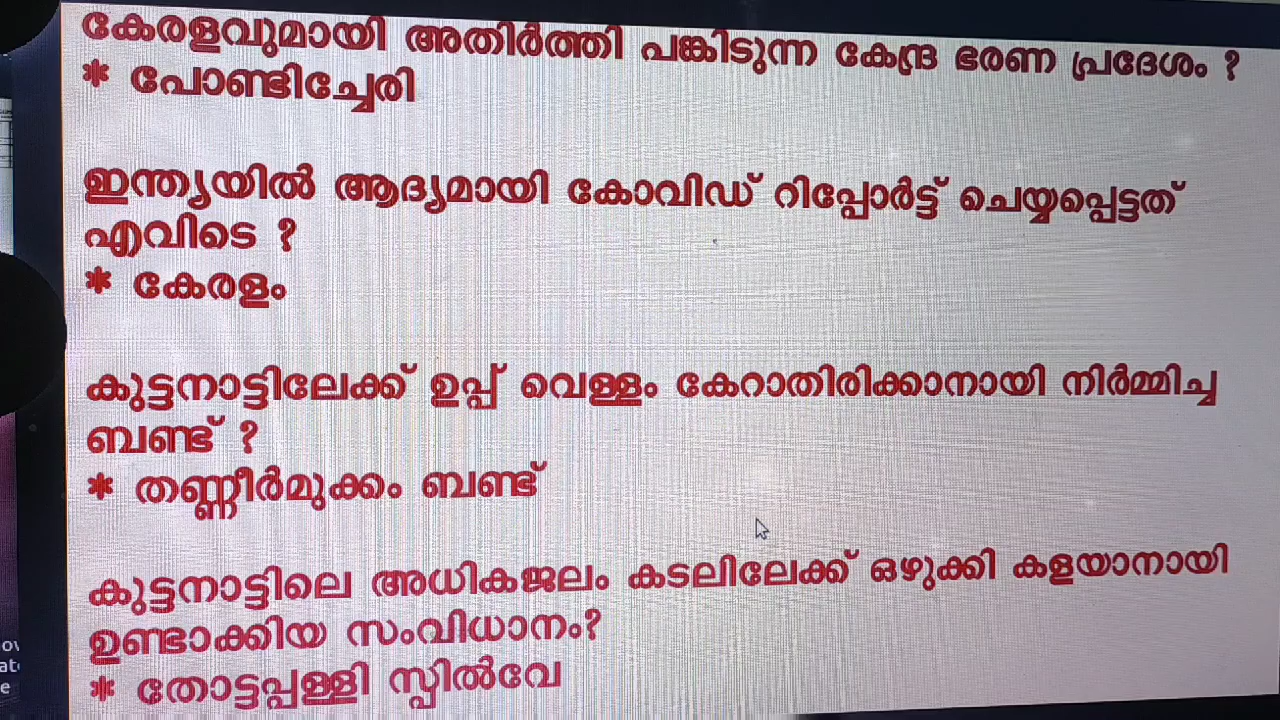 കേരളവുമായി അതിർത്തി പങ്കിടുന്ന കേന്ദ്ര ഭരണ പ്രദേശം ?
* പോണ്ടിച്ചേരി
ഇന്ത്യയിൽ ആദ്യമായി കോവിഡ് റിപ്പോർട്ട് ചെയ്യപ്പെട്ടത്
എവിടെ ?
* കേരളം
കുട്ടനാട്ടിലേക്ക് ഉപ്പ് വെള്ളം കേറാതിരിക്കാനായി നിർമ്മിച്ച
ബണ്ട് ?
* തണ്ണീർമുക്കം ബണ്ട്
കുട്ടനാട്ടിലെ അധികജലം കടലിലേക്ക് ഒഴുക്കി കളയാനായി
ഉണ്ടാക്കിയ സംവിധാനം?
* തോട്ടപ്പള്ളി സ്പിൽവേ